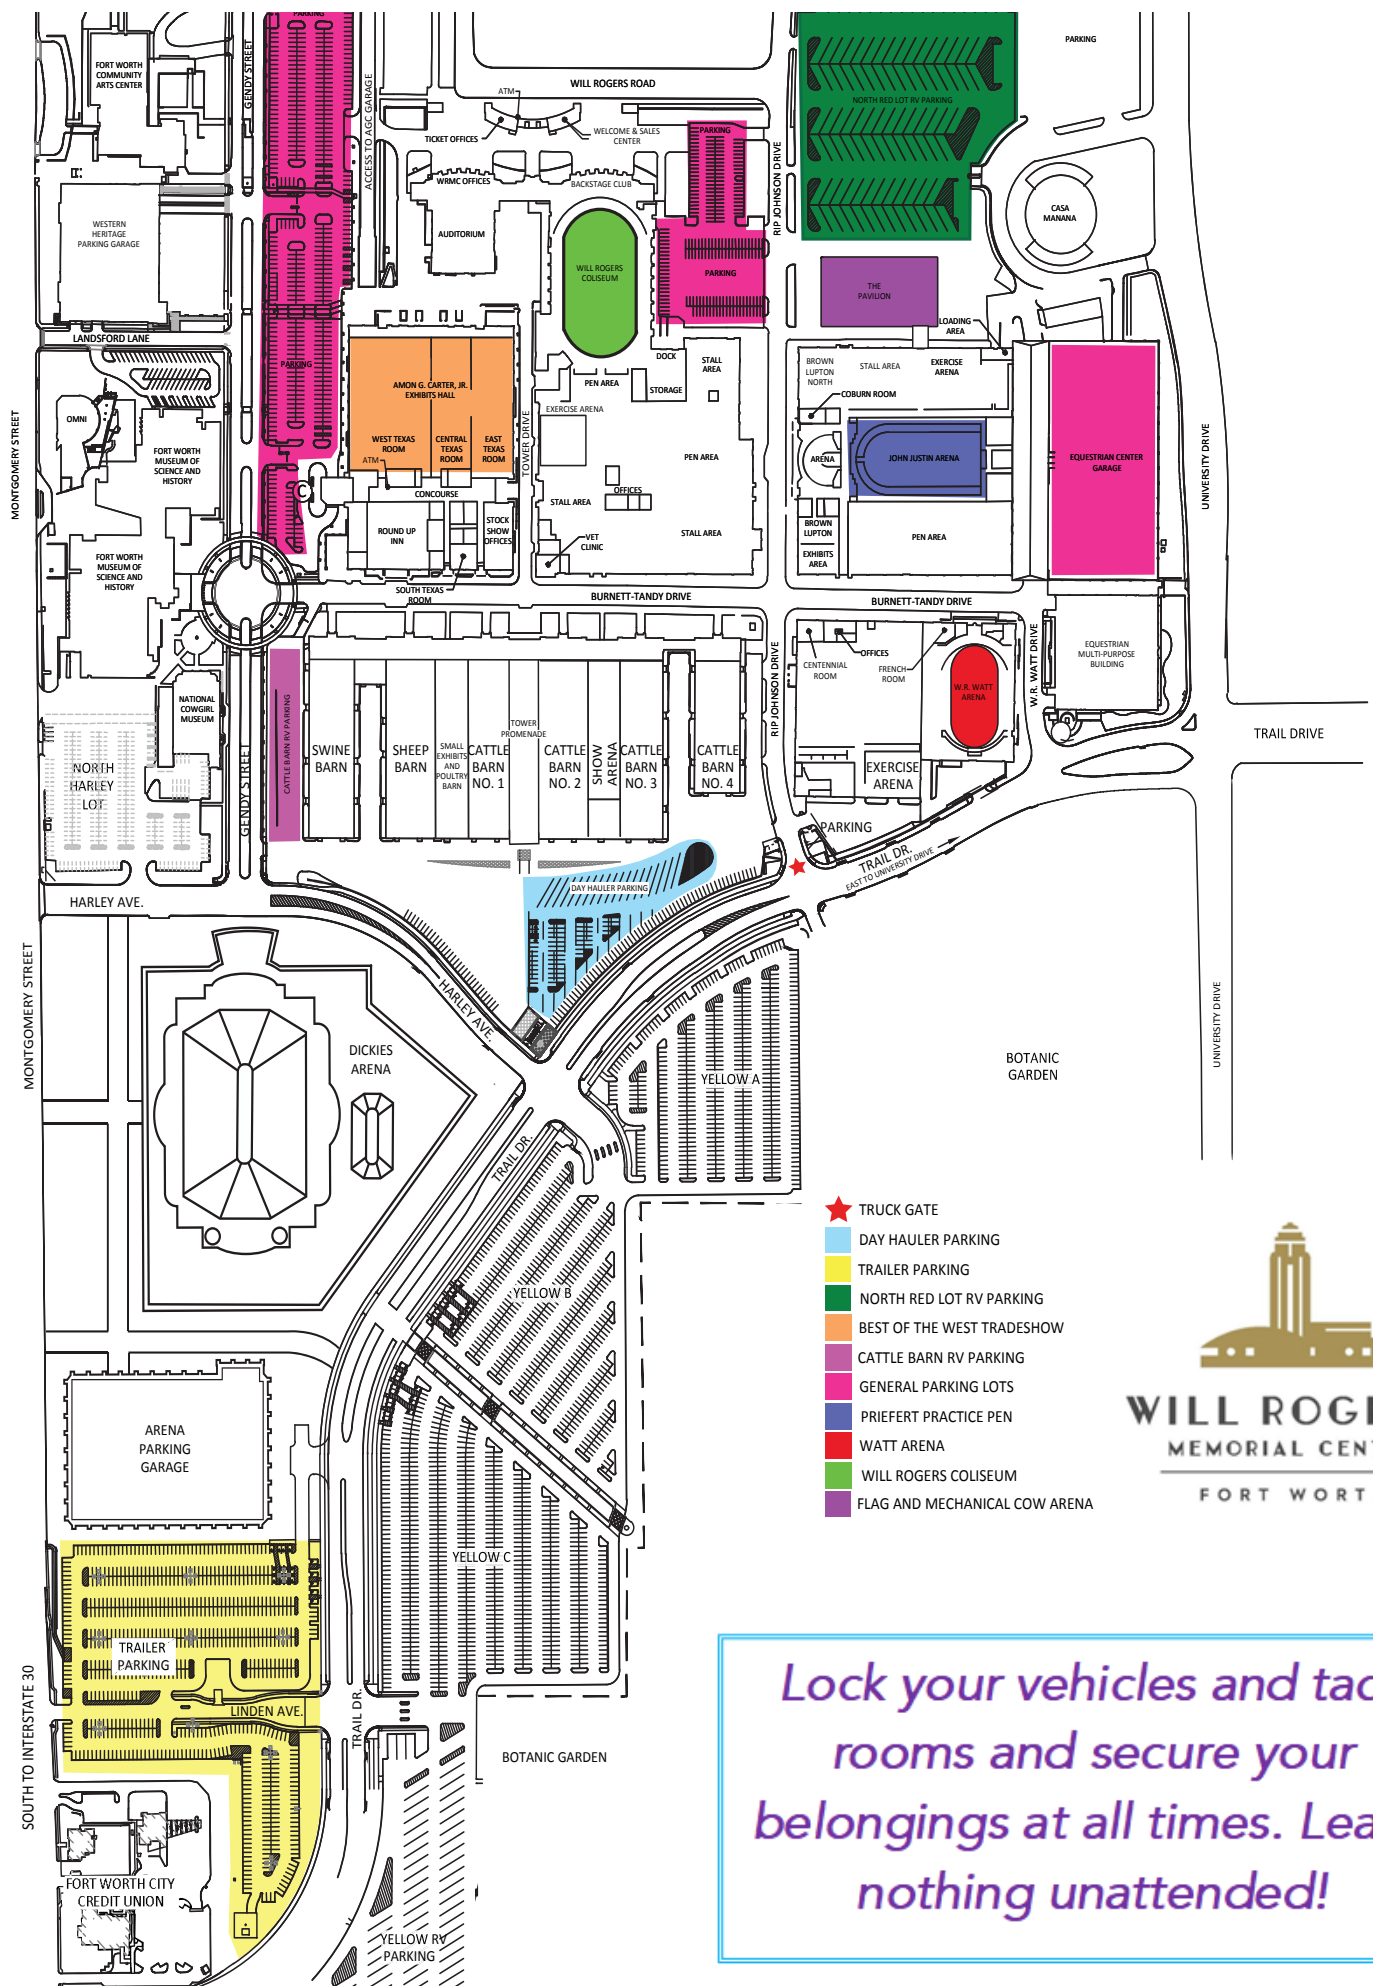 PARKING
PARKING
FORT WORTH
COMMUNITY
ARTS CENTER
GENDY STREET
ACCESS TO AGC GARAGE
WILL ROGERS ROAD
ATM
TICKET OFFICES
WELCOME & SALES
CENTER
PARKING
NORTH RED LOT RV PARKING
WRMC OFFICES
BACKSTAGE CLUB
RIP JOHNSON DRIVE
CASA
MANANA
WESTERN
HERITAGE
PARKING GARAGE
AUDITORIUM
WILL ROGERS
COLISEUM
PARKING
THE
PAVILION
LOADING
AREA
LANDSFORD LANE
PARKING
DOCK
STALL
AREA
BROWN
LUPTON
NORTH
STALL AREA
EXERCISE
ARENA
AMON G. CARTER, JR.
EXHIBITS HALL
PEN AREA
STORAGE
COBURN ROOM
MONTGOMERY STREET
OMNI
EXERCISE ARENA
TOWER DRIVE
WEST TEXAS
ROOM
CENTRAL
TEXAS
ROOM
EAST
TEXAS
ROOM
FORT WORTH
MUSEUM OF
SCIENCE AND
HISTORY
ATM
PEN AREA
ARENA
JOHN JUSTIN ARENA
EQUESTRIAN CENTER
GARAGE
UNIVERSITY DRIVE
C
CONCOURSE
OFFICES
STALL AREA
ROUND UP
INN
STOCK
SHOW
OFFICES
STALL AREA
VET
CLINIC
BROWN
LUPTON
EXHIBITS
AREA
PEN AREA
FORT WORTH
MUSEUM OF
SCIENCE AND
HISTORY
SOUTH TEXAS
ROOM
BURNETT-TANDY DRIVE
BURNETT-TANDY DRIVE
OFFICES
CENTENNIAL
ROOM
FRENCH
ROOM
W.R. WATT DRIVE
EQUESTRIAN
MULTI-PURPOSE
BUILDING
RIP JOHNSON DRIVE
W.R. WATT
ARENA
NATIONAL
COWGIRL
MUSEUM
CATTLE BARN RV PARKING
TOWER
PROMENADE
TRAIL DRIVE
NORTH
HARLEY
LOT
GENDY STREET
SWINE
BARN
SHEEP
BARN
SMALL
EXHIBITS
AND
POULTRY
BARN
CATTLE
BARN
NO. 1
CATTLE
BARN
NO. 2
SHOW
ARENA
CATTLE
BARN
NO. 3
CATTLE
BARN
NO. 4
EXERCISE
ARENA
PARKING
TRAIL DR.
EAST TO UNIVERSITY DRIVE
DAY HAULER PARKING
HARLEY AVE.
MONTGOMERY STREET
HARLEY AVE.
DICKIES
ARENA
YELLOW A
BOTANIC
GARDEN
UNIVERSITY DRIVE
TRAIL DR.
TRUCK GATE
DAY HAULER PARKING
TRAILER PARKING
NORTH RED LOT RV PARKING
BEST OF THE WEST TRADESHOW
CATTLE BARN RV PARKING
GENERAL PARKING LOTS
PRIEFERT PRACTICE PEN
WATT ARENA
WILL ROGERS COLISEUM
FLAG AND MECHANICAL COW ARENA
YELLOW B
WILL ROG
MEMORIAL CEN
FORT WORT
ARENA
PARKING
GARAGE
YELLOW C
TRAILER
PARKING
LINDEN AVE.
TRAIL DR.
SOUTH TO INTERSTATE 30
BOTANIC GARDEN
FORT WORTH CITY
CREDIT UNION
YELLOW RV
PARKING
Lock your vehicles and tac
rooms and secure your
belongings at all times. Lea
nothing unattended!